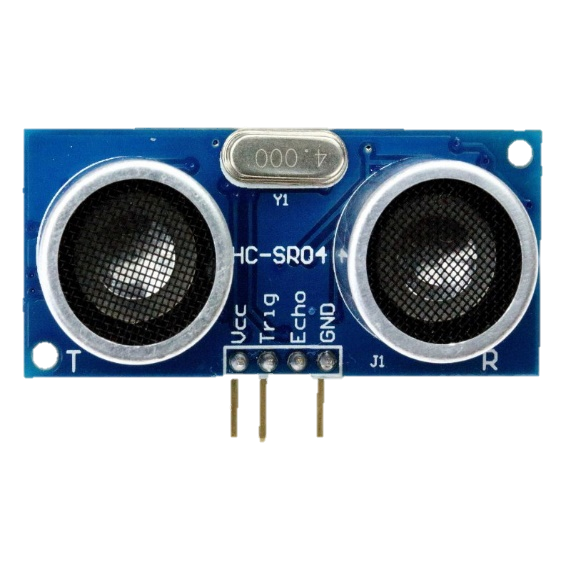 4.000
Y1
HC-SR04
Vcc
Trig
Echo
GND
T
J1
R